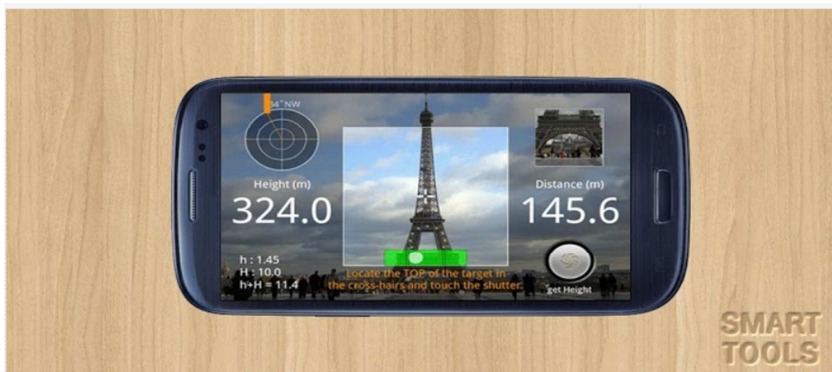 34° NW
Height (m)
324.0
Distance (m)
145.6
h : 1.45
H : 10.0
h+H = 11.4
Locate the TOP of the target in
the cross-hairs and touch the shutter.
get Height
SMART
TOOLS